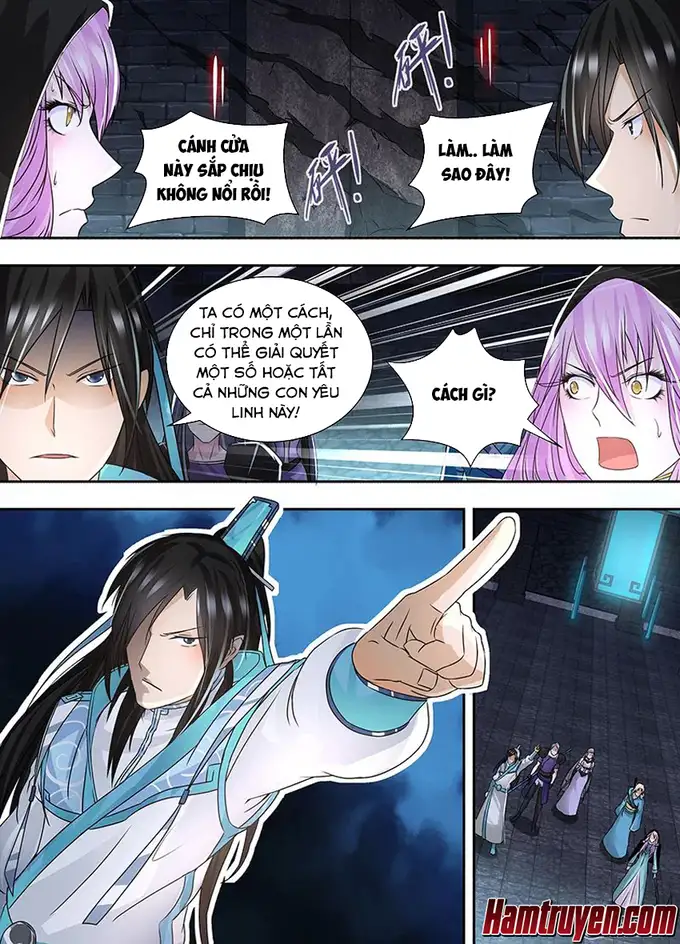 砰!
砰!
CÁNH CỬA
NÀY SẮP CHỊU
KHÔNG NỔI RỒI!
LÀM.. LÀM
SAO ĐÂY!
TA CÓ MỘT CÁCH,
CHỈ TRONG MỘT LẦN
CÓ THỂ GIẢI QUYẾT
MỘT SỐ HOẶC TẤT
CẢ NHỮNG CON YÊU
LINH NÀY!
CÁCH GÌ?
Hamtruyen.com